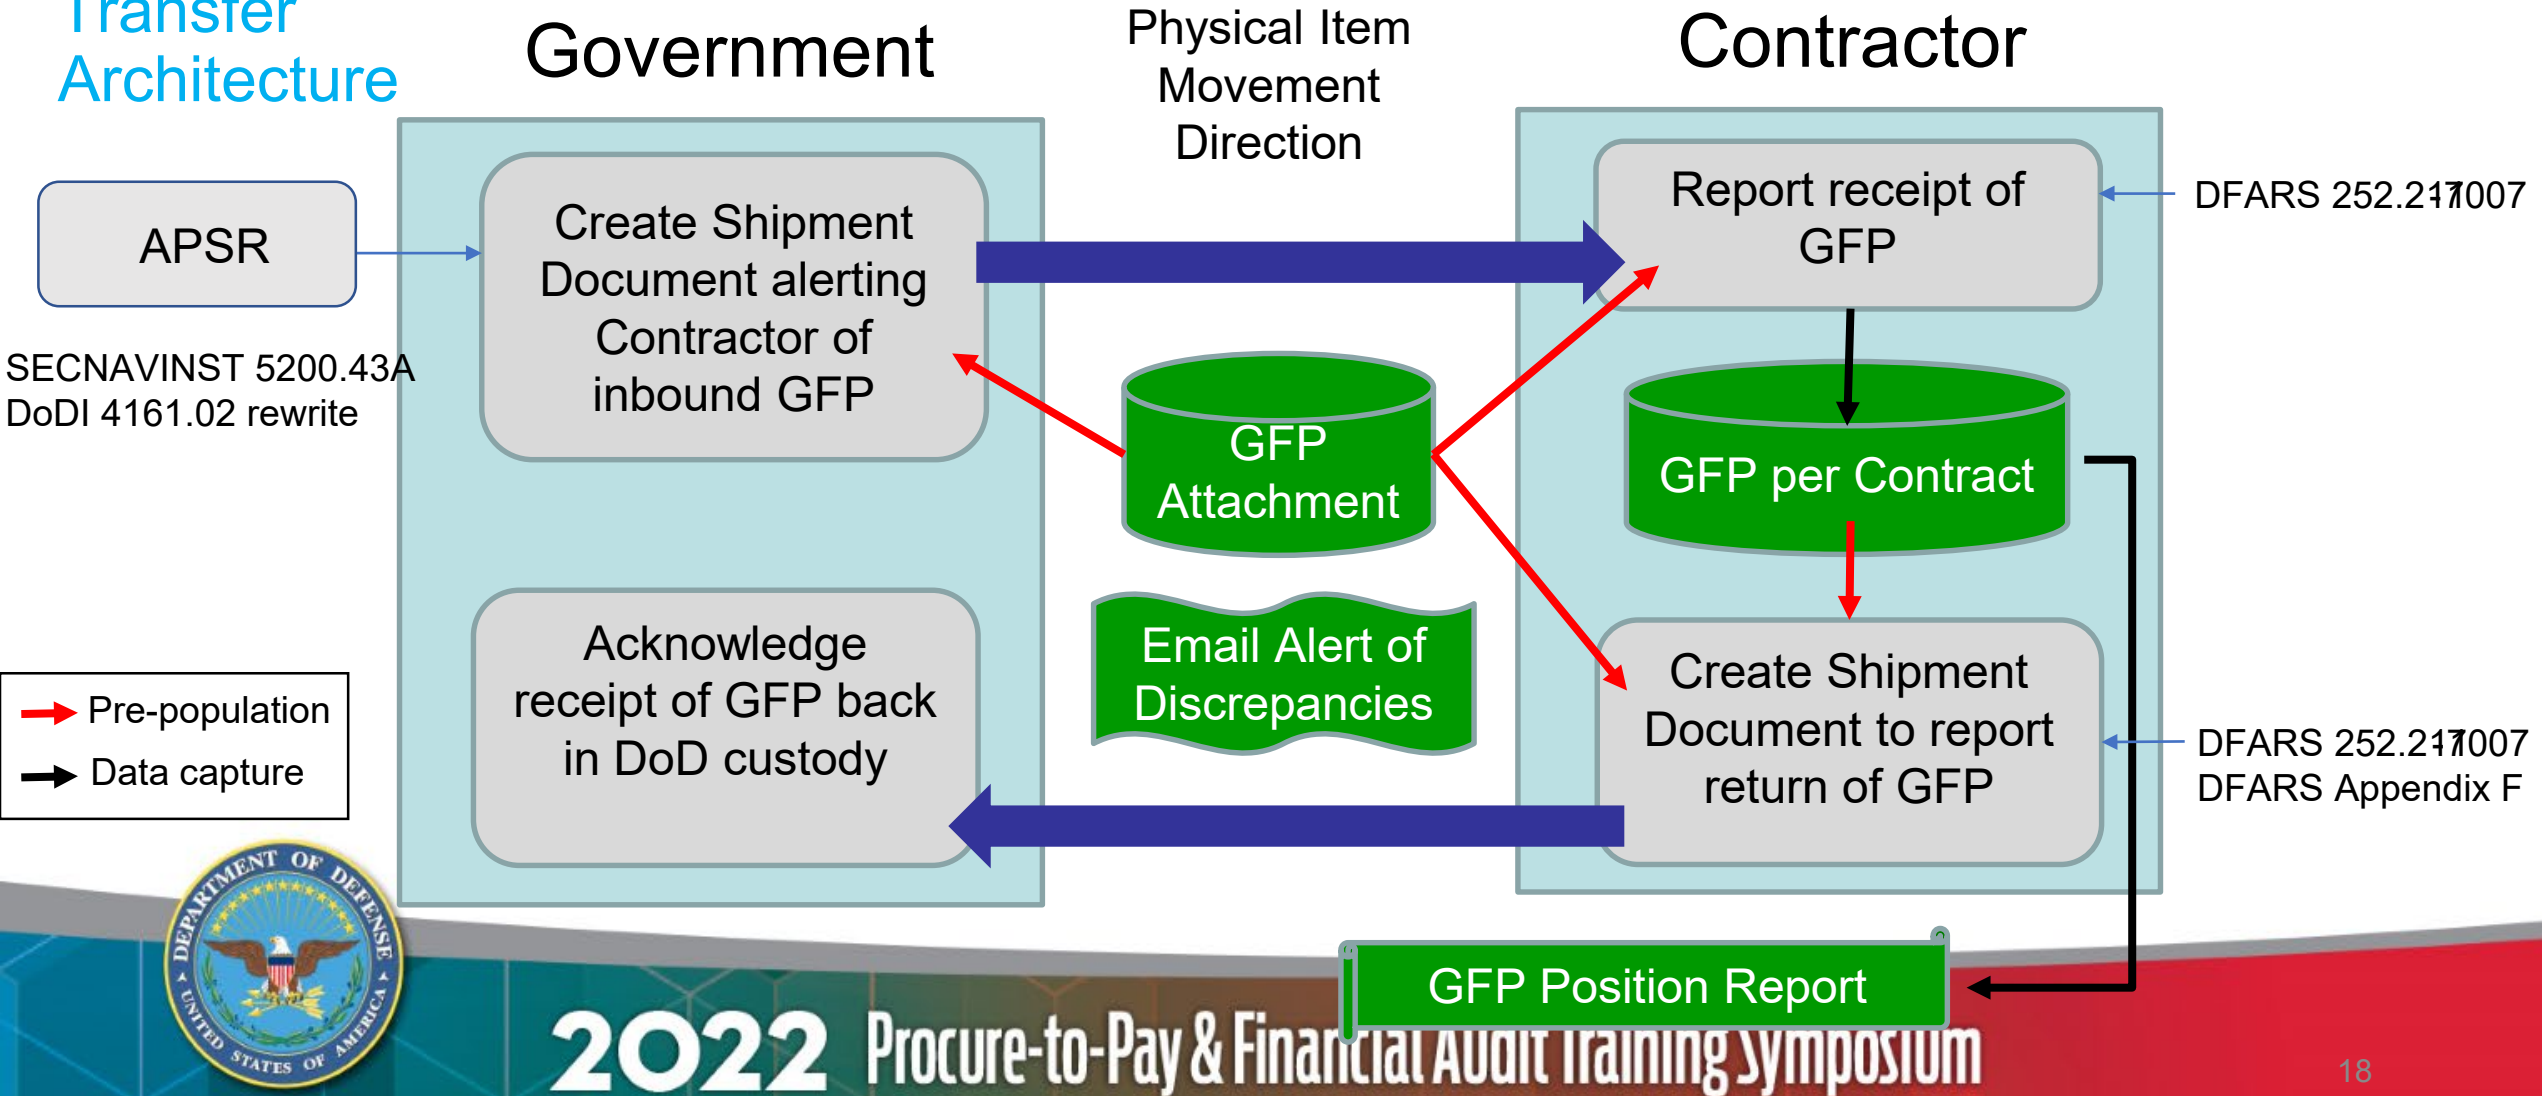 Transfer
Architecture
Government
Physical Item
Movement
Direction
Contractor
APSR
SECNAVINST 5200.43A
DoDI 4161.02 rewrite
Create Shipment
Document alerting
Contractor of
inbound GFP
Report receipt of
GFP
DFARS
GFP
Attachment
GFP per Contract
Email Alert of
Discrepancies
Acknowledge
receipt of GFP back
in DoD custody
Create Shipment
Document to report
return of GFP
DFARS
DFARS Appendix F
Pre-population
Data capture
GFP Position Report
DEPARTMENT OF DEFENSE
UNITED STATES OF AMERICA
2022 Procure-to-Pay & Financial Audit Training Symposium
18